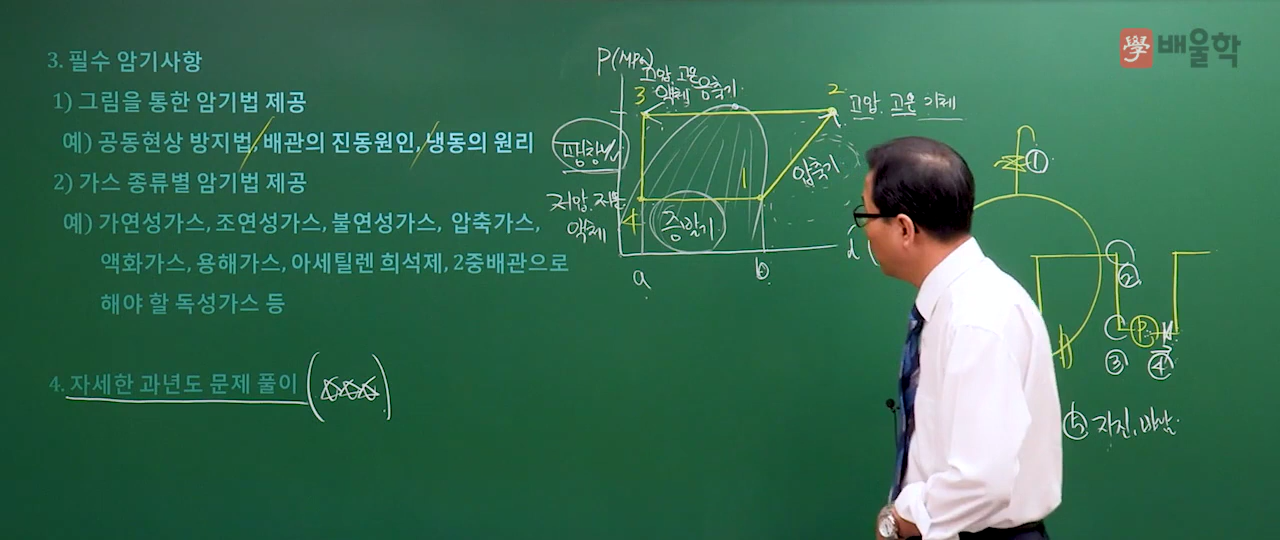 學 배울학
3. 필수 암기사항
1) 그림을 통한 암기법 제공
예) 공동현상 방지법, 배관의 진동원인, 냉동의 원리
2) 가스 종류별 암기법 제공
예) 가연성가스, 조연성가스, 불연성가스, 압축가스,
액화가스, 용해가스, 아세틸렌 희석제, 2중배관으로
해야 할 독성가스 등
4. 자세한 과년도 문제 풀이 (☆☆☆)
P(MPa)
고압. 고온
액체 응축기
3
2
고압. 고온 기체
팽창V/V
1
압축기
저압 저온
액체
4
증발기
a
b
①
②
P
③
④
⑤ 자진, 바날